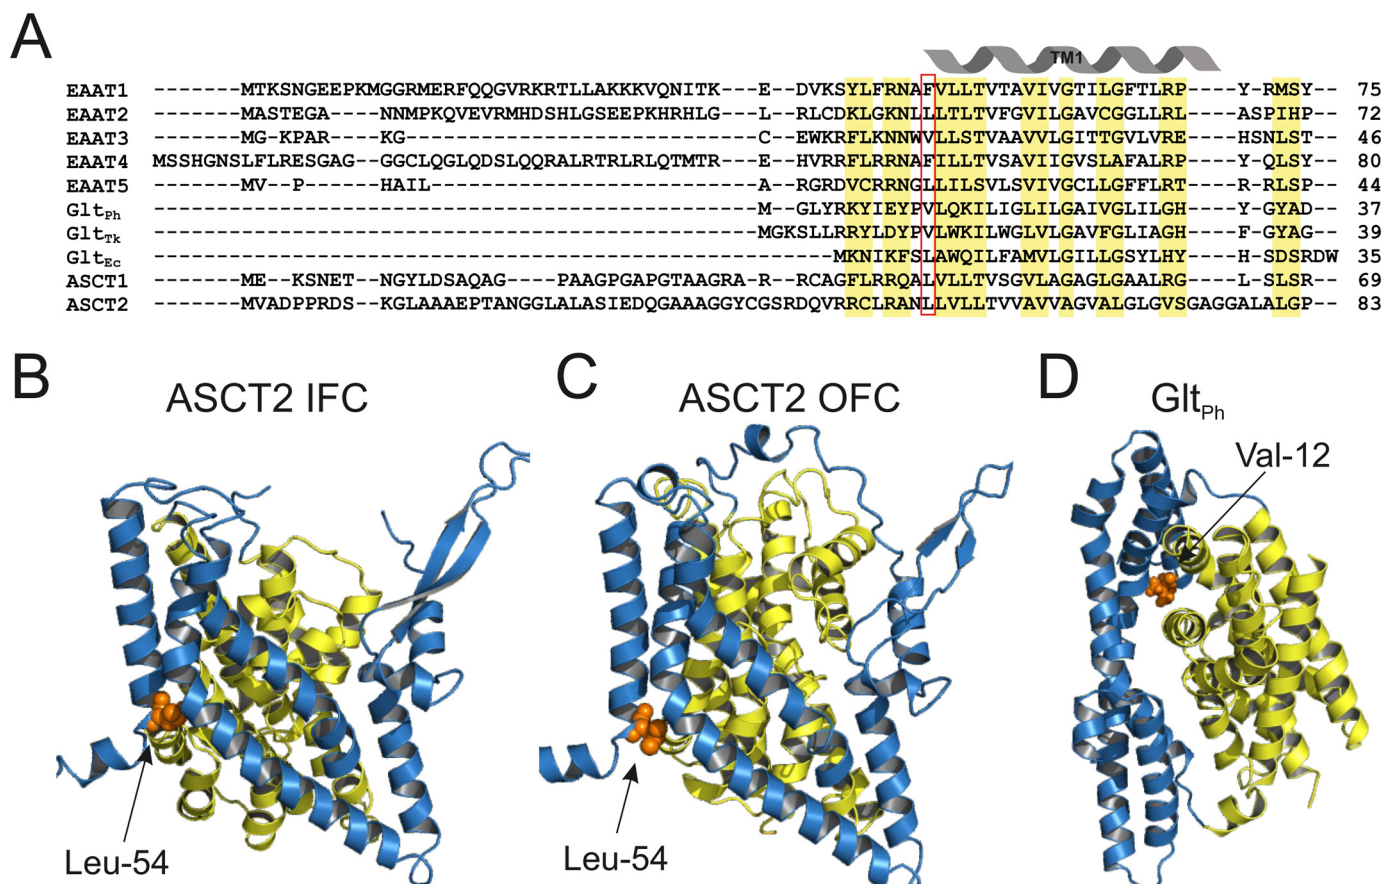 A
TM1
EAAT1 -------MTKSNGEEPKMGGRMERFQQGVRKRTLLAKKKVQNITK---E--DVKSYLFRNAFVLLTVTAVIVGTILGFTLRP----Y-RMSY-- 75
EAAT2 -------MASTEGA----NNMPKQVEVRMHDSHLGSEEPKHRHLG---L--RLCDKLGKNLLLTLTVFGVILGAVCGGLLRL----ASPIHP-- 72
EAAT3 -------MG-KPAR----KG----------------------------C--EWKRFLKNNWVLLSTVAAVVLGITTGVLVRE----HSNLST-- 46
EAAT4 MSSHGNSLFLRESGAG--GGCLQGLQDSLQQRALRTRLRLQTMTR---E--HVRRFLRRNAFILLTVSAVIIGVSLAFALRP----Y-QLSY-- 80
EAAT5 -------MV--P------HAIL--------------------------A--RGRDVCRRNGLLILSVLSVIVGCLLGFFLRT----R-RLSP-- 44
GltPh -------------------------------------------------M-GLYRKYIEYPVLQKILIGLILGAIVGLILGH----Y-GYAD-- 37
GltTk -------------------------------------------------MGKSLLRRYLDYPVLWKILWGLVLGAVFGLIAGH----F-GYAG-- 39
GltEc -------------------------------------------------------MKNIKFSLAWQILFAMVLGILLGSYLHY----H-SDSRDW 35
ASCT1 -------ME--KSNET--NGYLDSAQAG----PAAGPGAPGTAAGRA--R--RCAGFLRRQALVLLTVSGVLAGAGLGAALRG----L-SLSR-- 69
ASCT2 -------MVADPPRDS--KGLAAAEPTANGGLALASIEDQGAAAGGYCGSRDQVRRCLRANLLVLLTVVAVVAGVALGLGVSGAGGALALGP-- 83
B C D
ASCT2 IFC ASCT2 OFC GltPh
Val-12
Leu-54 Leu-54